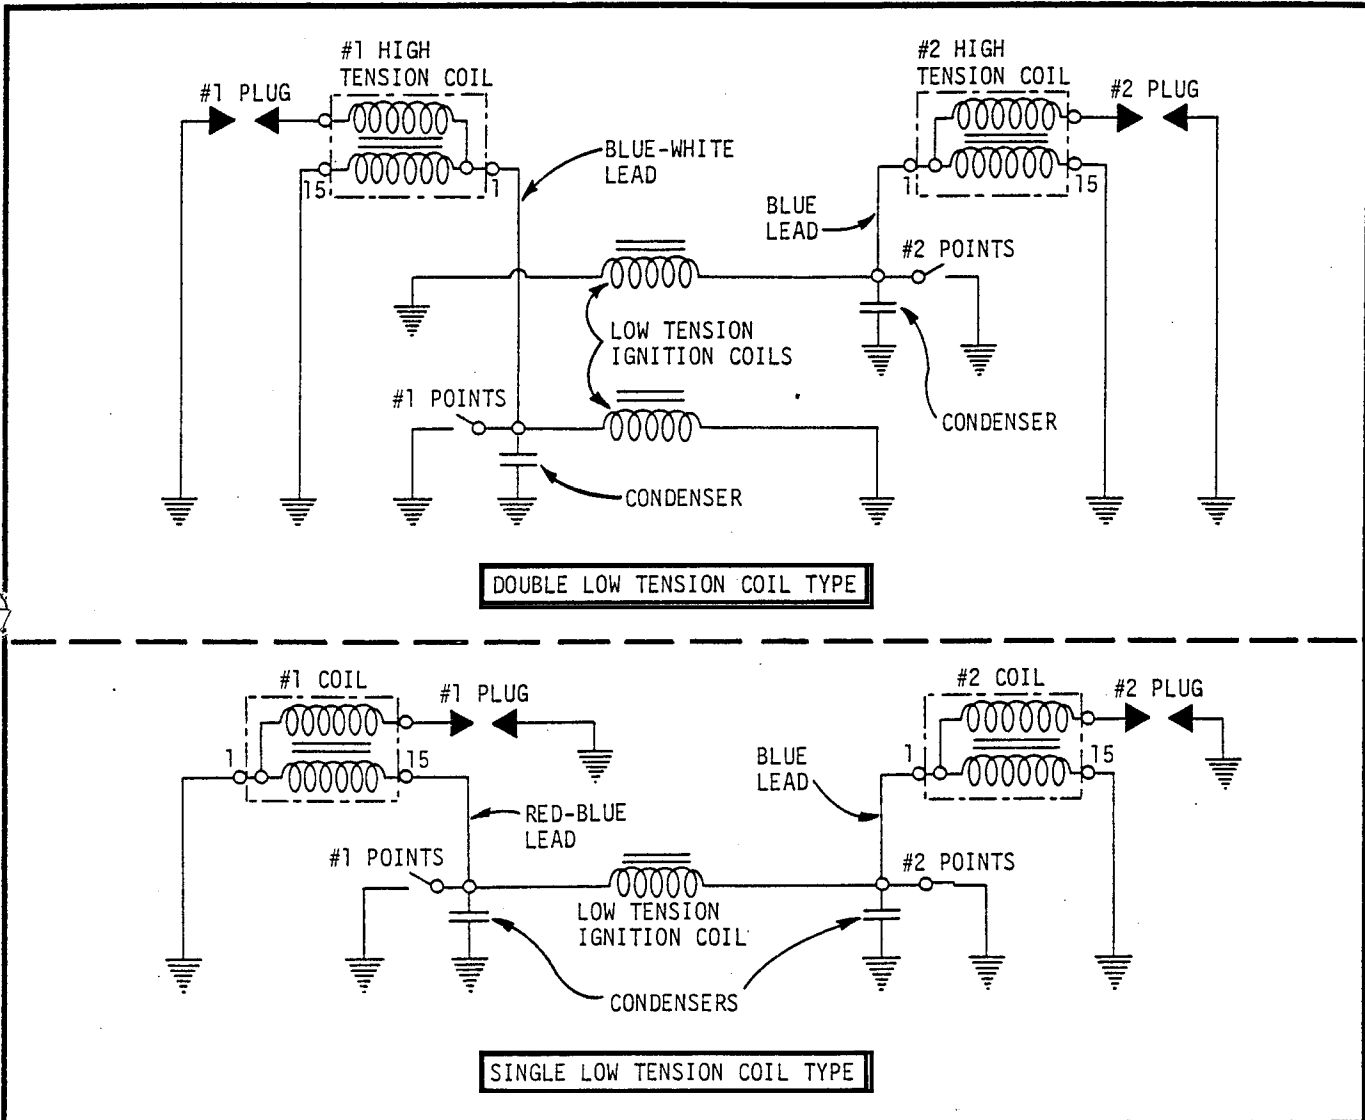 #1 HIGH
TENSION COIL
#2 HIGH
TENSION COIL
#1 PLUG
#2 PLUG
15
1
BLUE-WHITE
LEAD
1
15
BLUE
LEAD
#2 POINTS
LOW TENSION
IGNITION COILS
#1 POINTS
CONDENSER
CONDENSER
DOUBLE LOW TENSION COIL TYPE
#1 COIL
#1 PLUG
#2 COIL
#2 PLUG
1
15
BLUE
LEAD
1
15
RED-BLUE
LEAD
#1 POINTS
#2 POINTS
LOW TENSION
IGNITION COIL
CONDENSERS
SINGLE LOW TENSION COIL TYPE